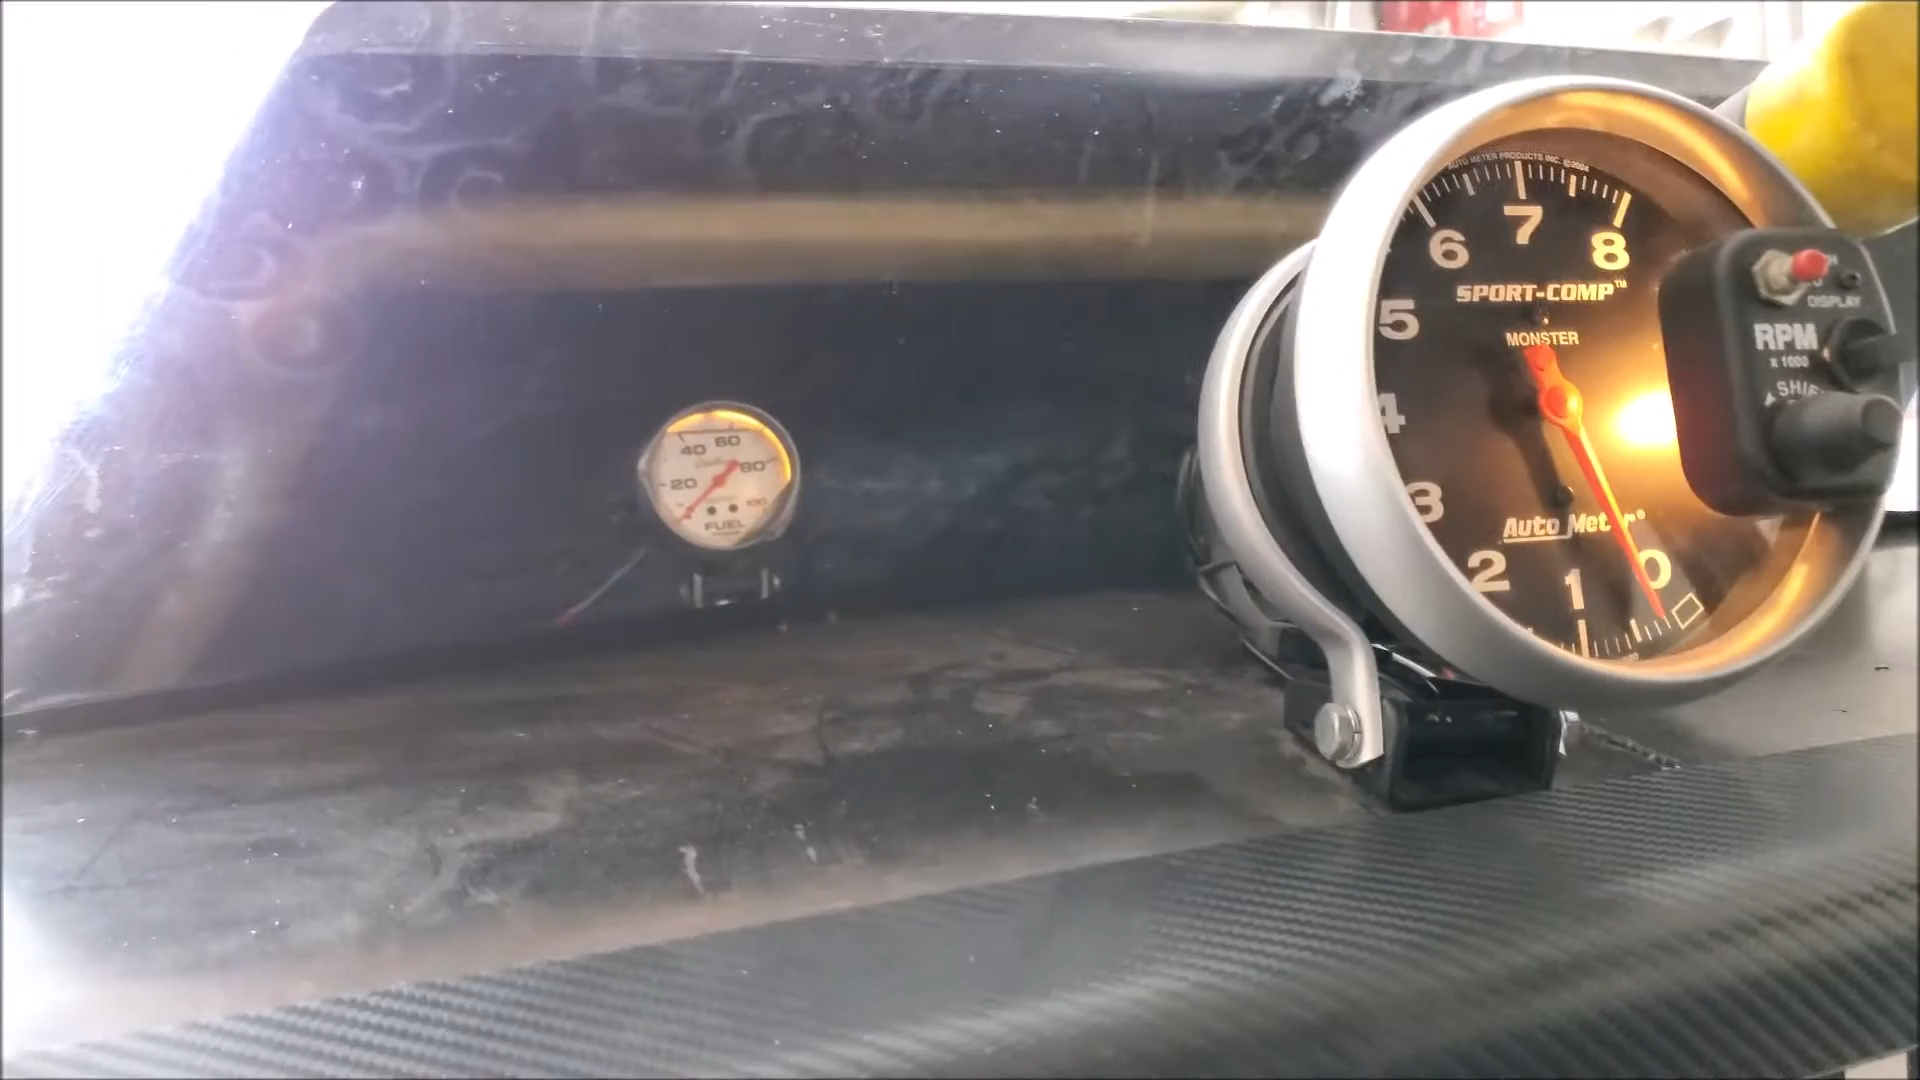 AUTO METER PRODUCTS INC. ©2004
7
6
8
SPORT-COMP™
5
MONSTER
4
3
Auto Meter®
2
1
0
DISPLAY
RPM
x 1000
60
40
80
20
100
FUEL